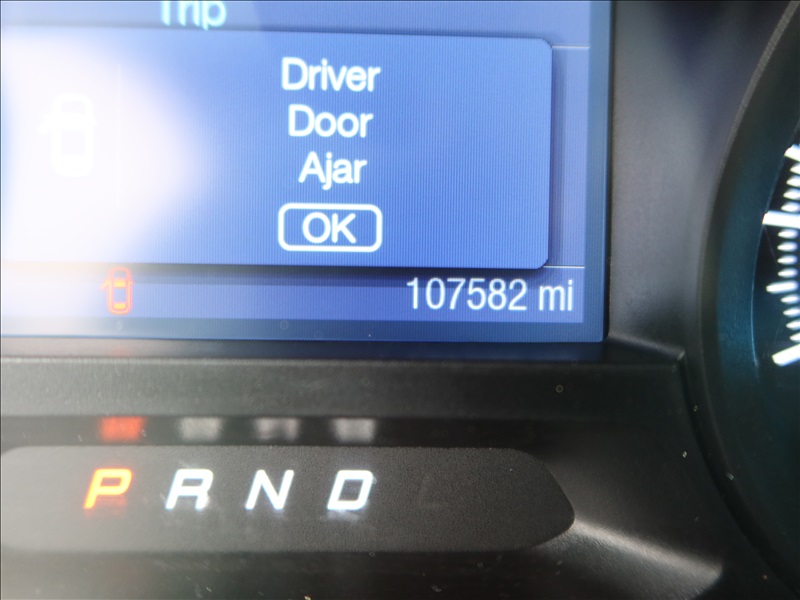 Trip
Driver
Door
Ajar
OK
107582 mi
P R N D L